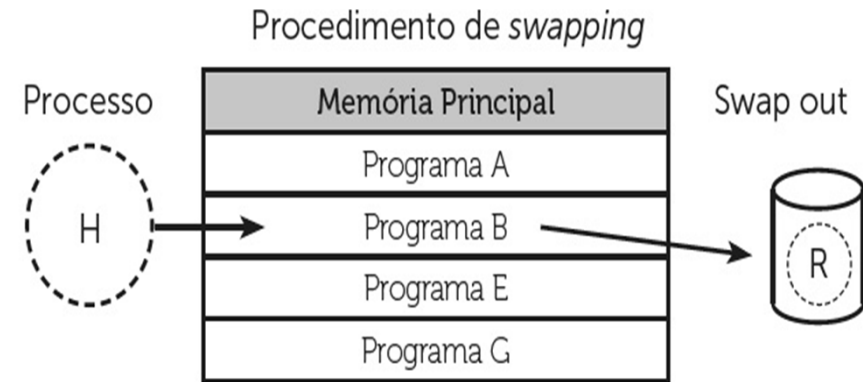 Procedimento de swapping
Processo
Memória Principal
Swap out
Programa A
H
Programa B
R
Programa E
Programa G